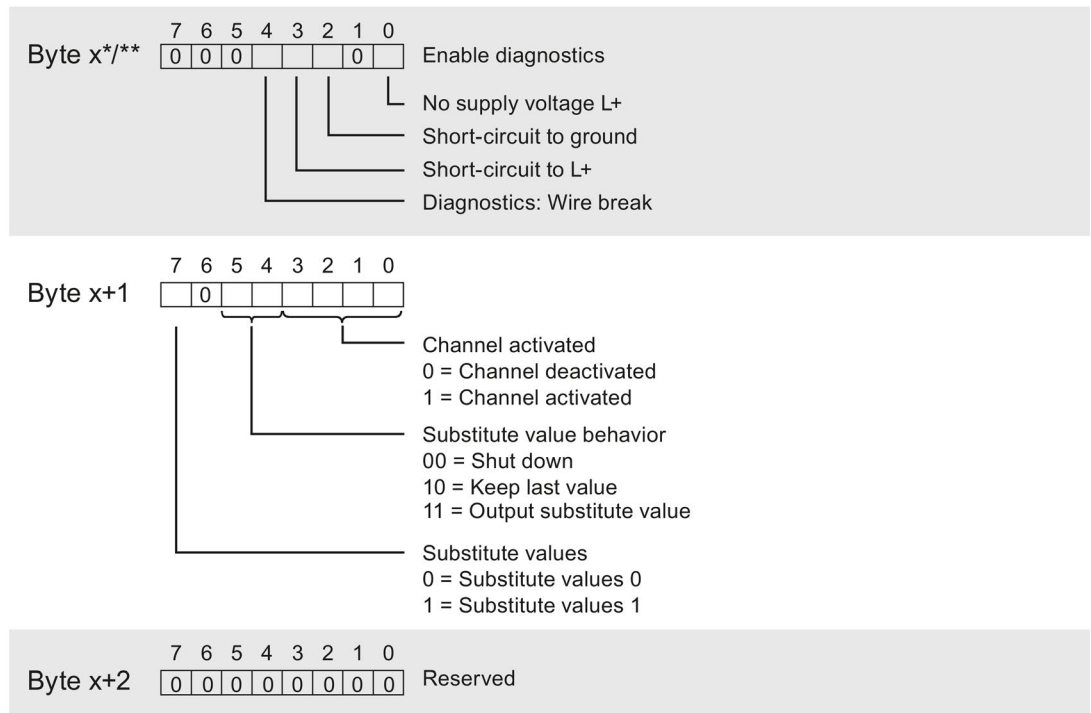 7 6 5 4 3 2 1 0
Byte x*/** 0 0 0 0 Enable diagnostics
No supply voltage L+
Short-circuit to ground
Short-circuit to L+
Diagnostics: Wire break
7 6 5 4 3 2 1 0
Byte x+1 0
Channel activated
0 = Channel deactivated
1 = Channel activated
Substitute value behavior
00 = Shut down
10 = Keep last value
11 = Output substitute value
Substitute values
0 = Substitute values 0
1 = Substitute values 1
7 6 5 4 3 2 1 0
Byte x+2 0 0 0 0 0 0 0 0 Reserved